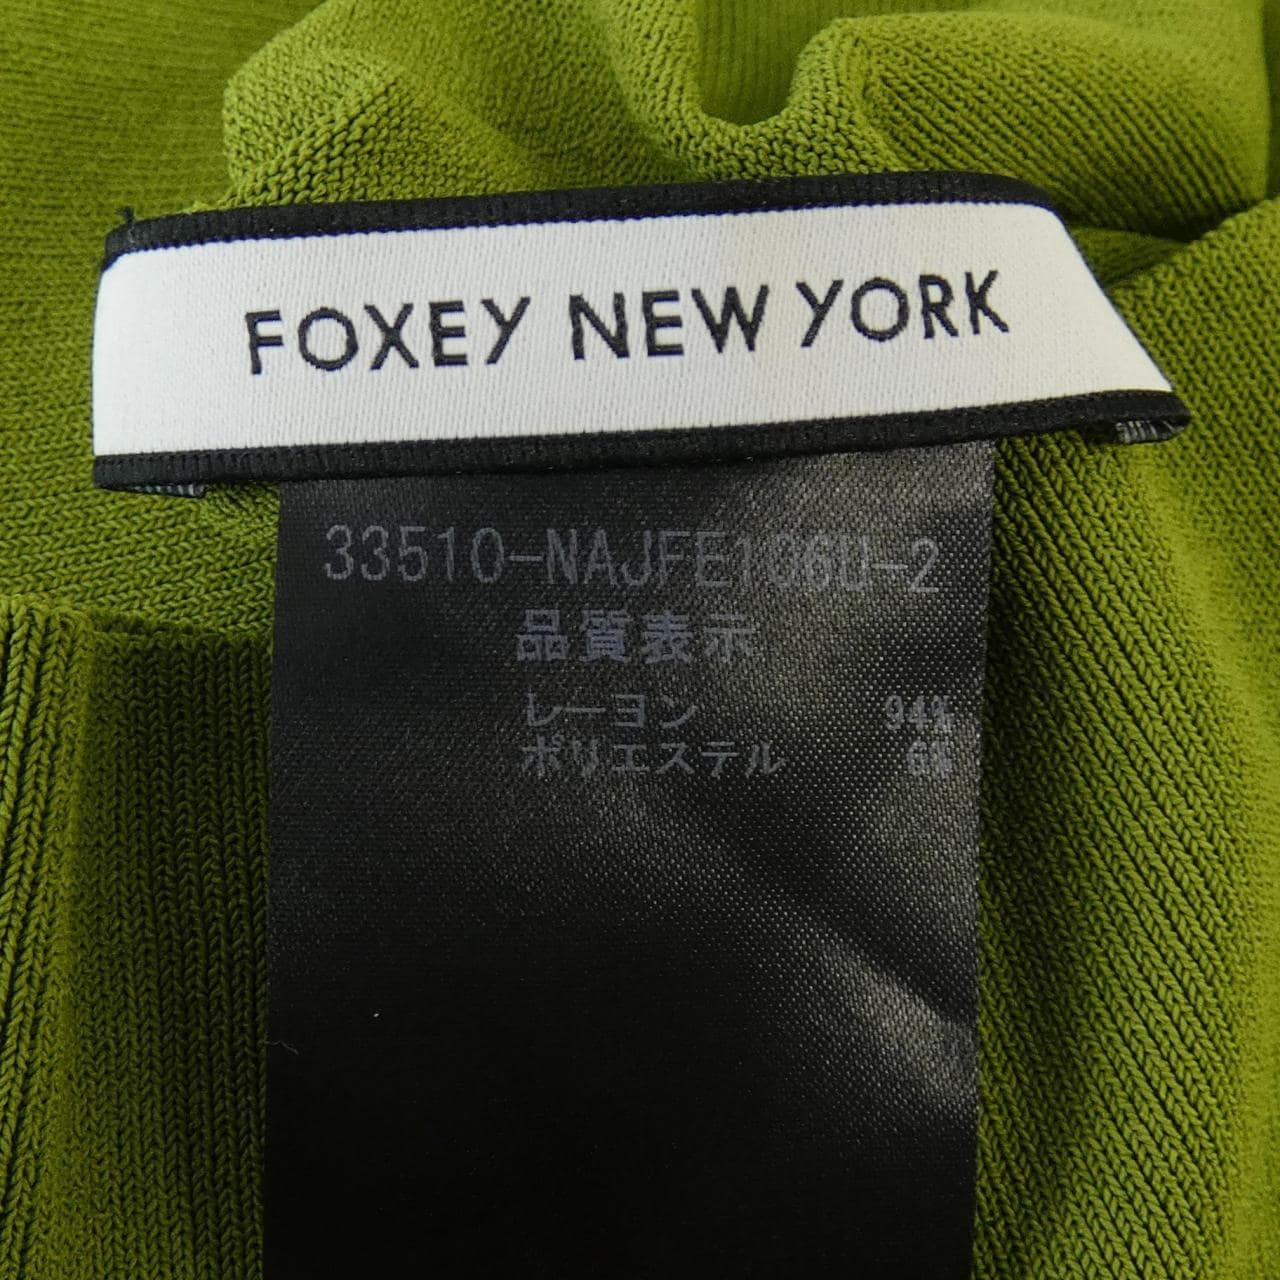 FOXEY NEW YORK
33510-NAJFE136U-2
品質表示
レーヨン 94%
ポリエステル 6%